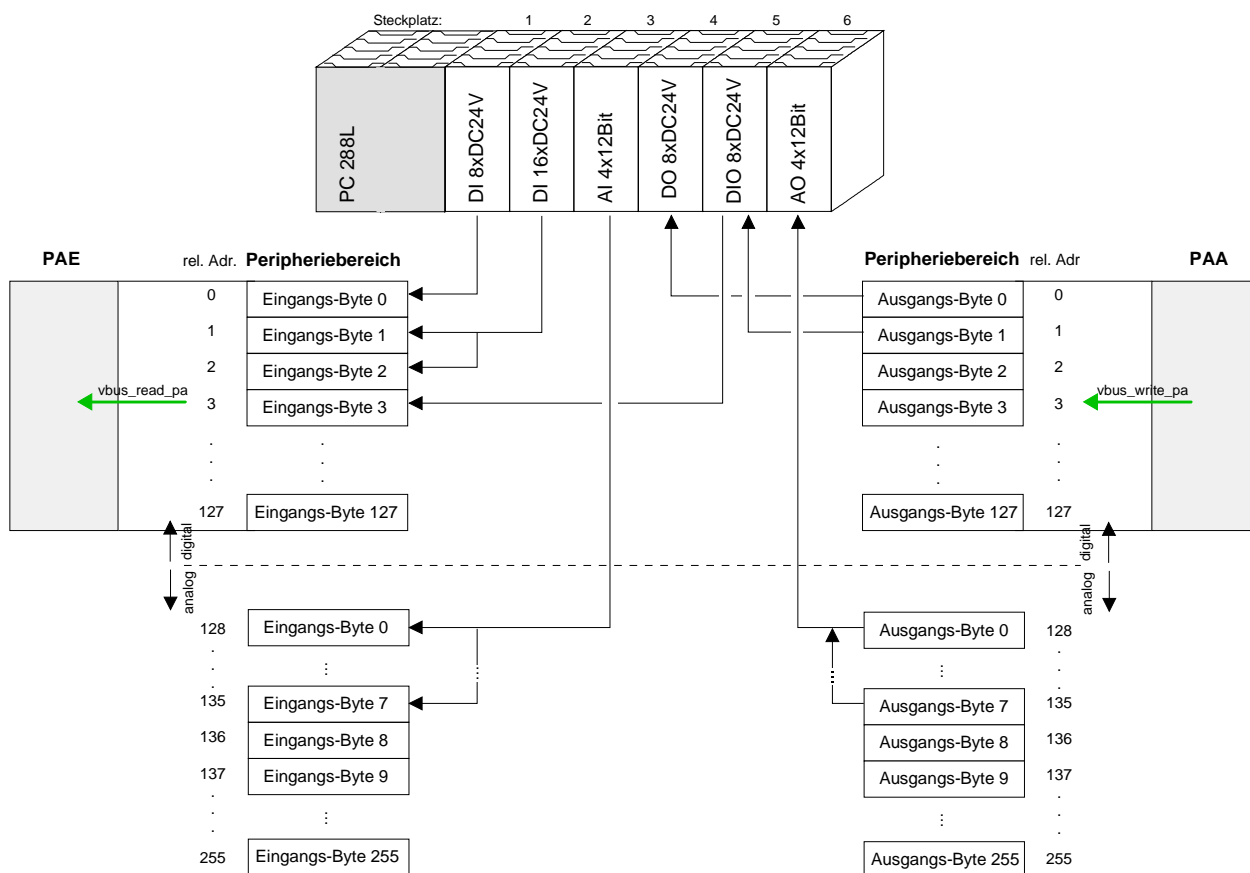 Steckplatz: 1 2 3 4 5 6
PC 288L
DI 8xDC24V
DI 16xDC24V
AI 4x12Bit
DO 8xDC24V
DIO 8xDC24V
AO 4x12Bit
PAE rel. Adr. Peripheriebereich
0 Eingangs-Byte 0
1 Eingangs-Byte 1
2 Eingangs-Byte 2
vbus_read_pa
3 Eingangs-Byte 3
127 Eingangs-Byte 127
digital
analog
128 Eingangs-Byte 0
135 Eingangs-Byte 7
136 Eingangs-Byte 8
137 Eingangs-Byte 9
255 Eingangs-Byte 255
Peripheriebereich rel. Adr PAA
Ausgangs-Byte 0 0
Ausgangs-Byte 1 1
Ausgangs-Byte 2 2
Ausgangs-Byte 3 3
vbus_write_pa
Ausgangs-Byte 127 127
digital
analog
Ausgangs-Byte 0 128
Ausgangs-Byte 7 135
Ausgangs-Byte 8 136
Ausgangs-Byte 9 137
Ausgangs-Byte 255 255